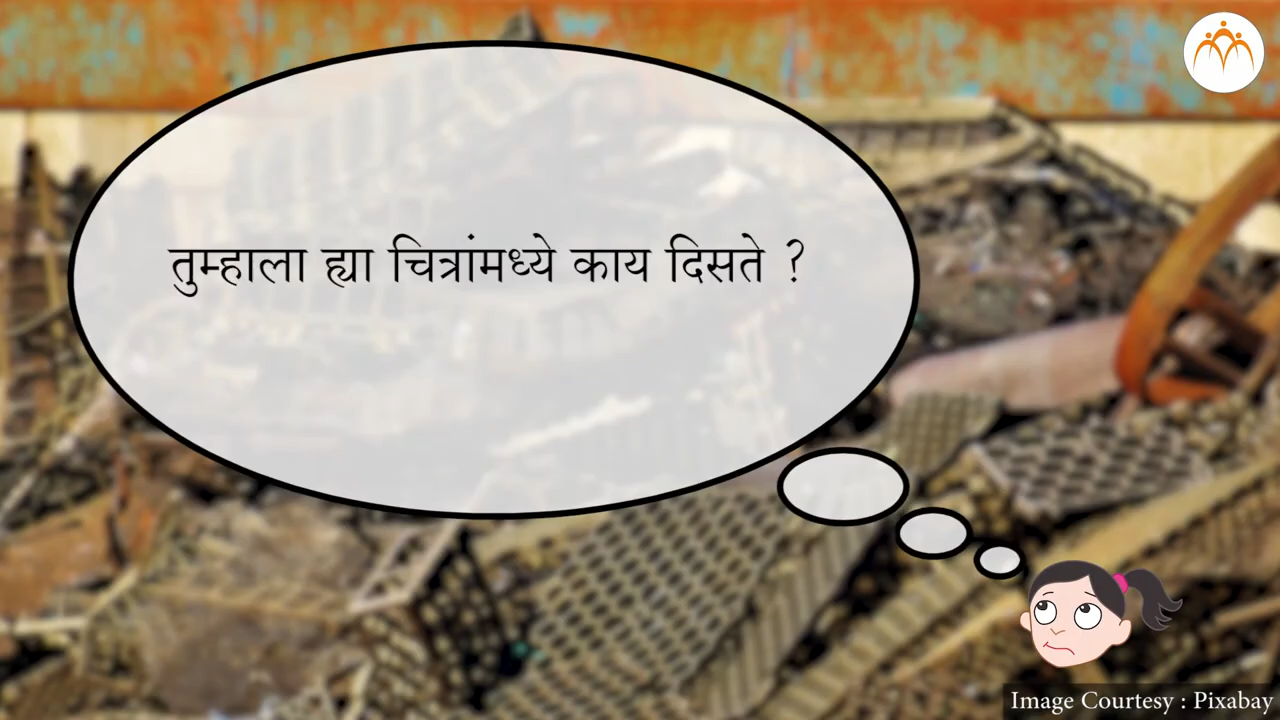 तुम्हाला ह्या चित्रांमध्ये काय दिसते ?
Image Courtesy : Pixabay